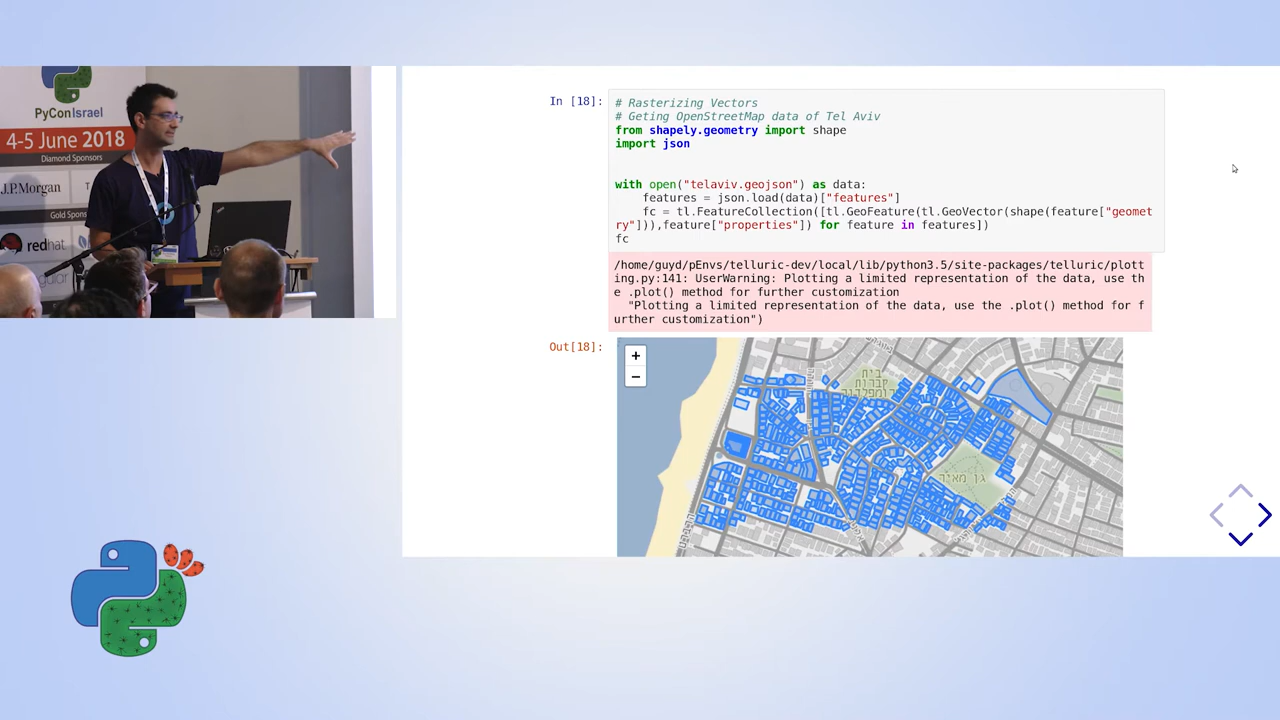 PyConIsrael
4-5 June 2018
Diamond Sponsors
J.P.Morgan
Gold Spons
redhat
In [18]:
# Rasterizing Vectors
# Geting OpenStreetMap data of Tel Aviv
from shapely.geometry import shape
import json
with open("telaviv.geojson") as data:
features = json.load(data)["features"]
fc = tl.FeatureCollection([tl.GeoFeature(tl.GeoVector(shape(feature["geomet
ry"])),feature["properties"]) for feature in features])
fc
/home/guyd/pEnvs/telluric-dev/local/lib/python3.5/site-packages/telluric/plott
ing.py:141: UserWarning: Plotting a limited representation of the data, use th
e .plot() method for further customization
"Plotting a limited representation of the data, use the .plot() method for f
urther customization")
Out[18]:
+
−
בית
קברות
גן מאיר